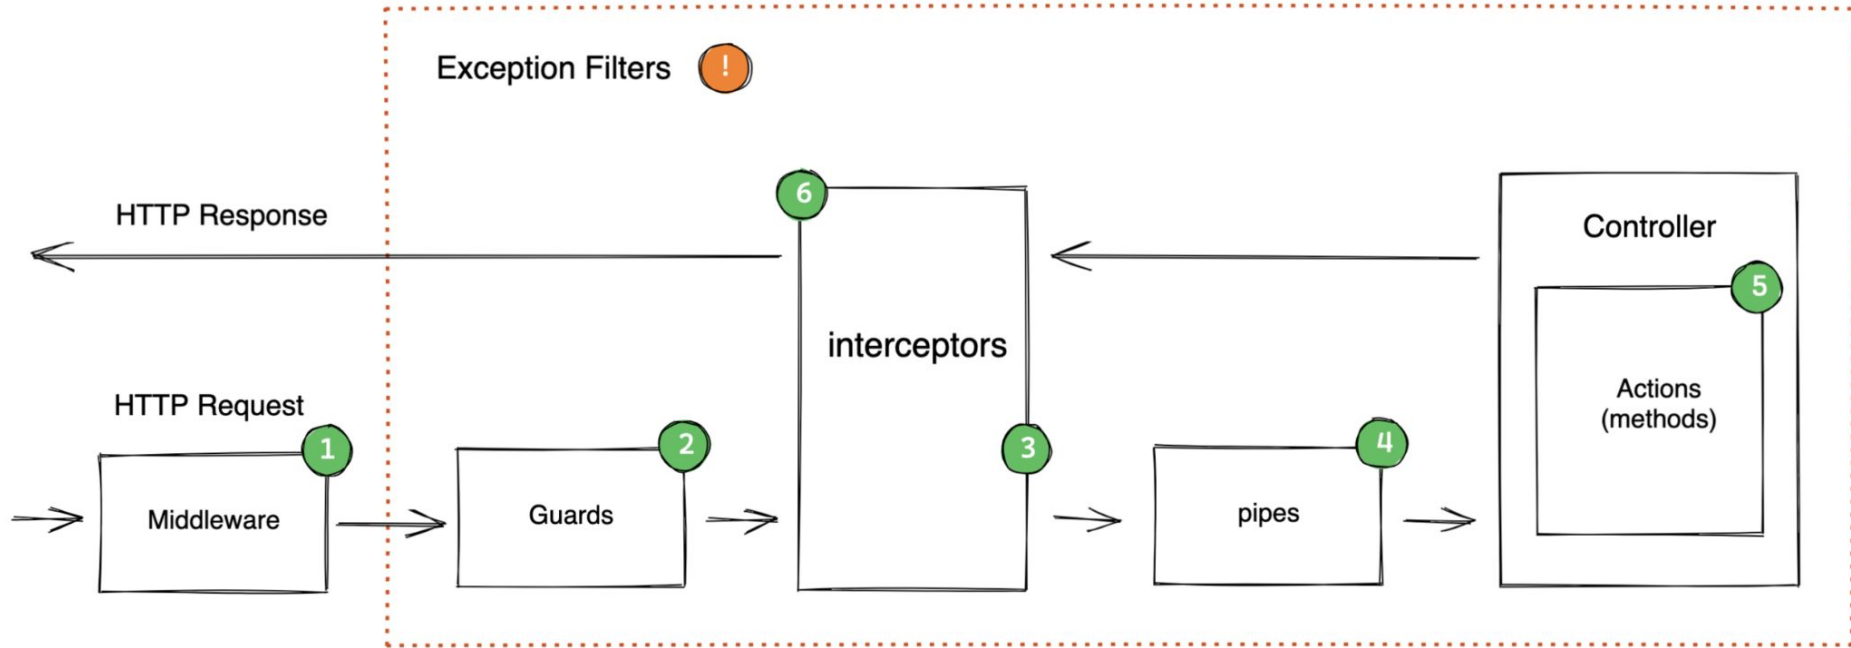 Exception Filters !
6
HTTP Response
Controller
5
interceptors
Actions
(methods)
HTTP Request
1
2
3
4
Middleware
Guards
pipes